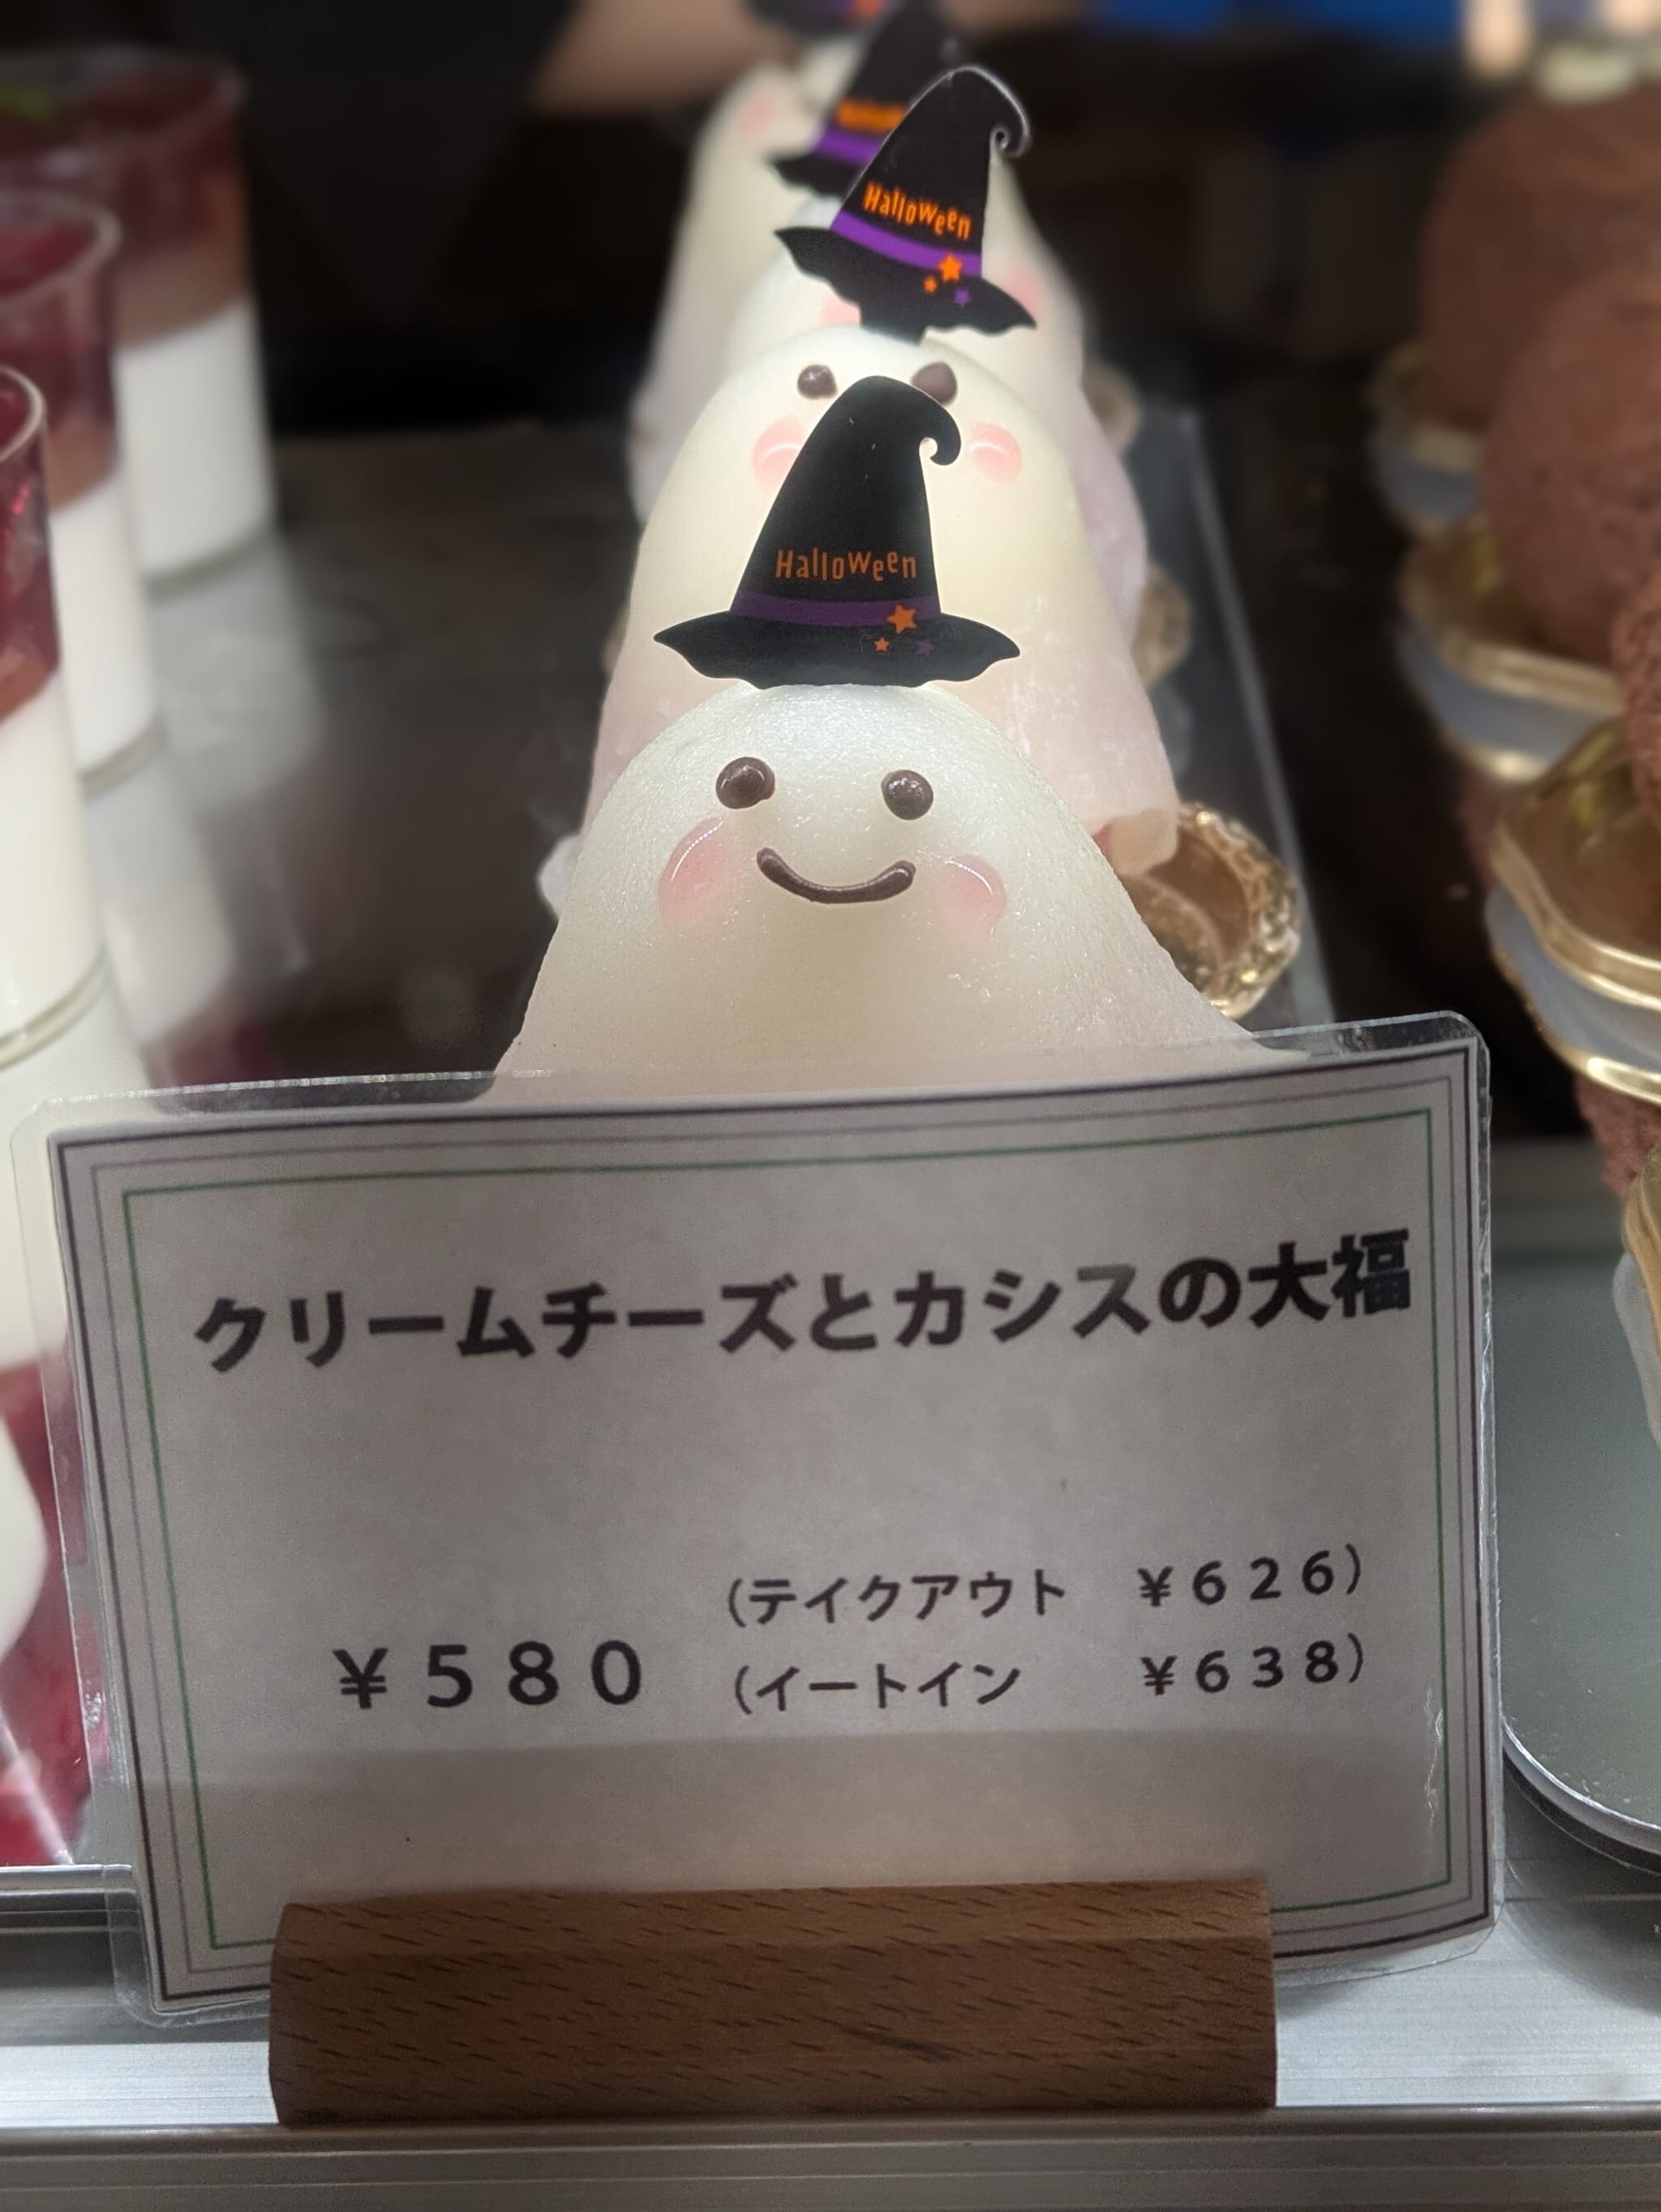 Halloween
Halloween
クリームチーズとカシスの大福
￥５８０
（テイクアウト　￥６２６）
（イートイン　　￥６３８）